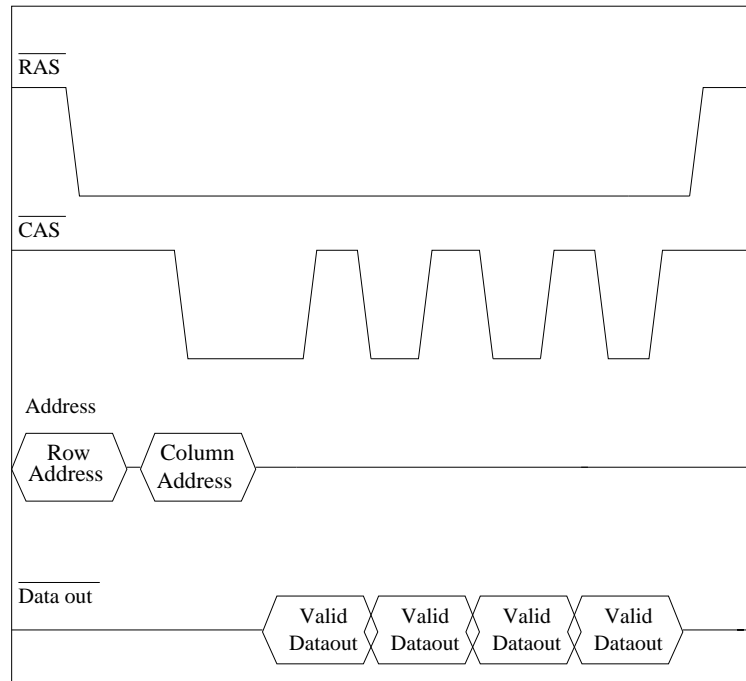 RAS
CAS
Address
Row
Address
Column
Address
Data out
Valid
Dataout
Valid
Dataout
Valid
Dataout
Valid
Dataout